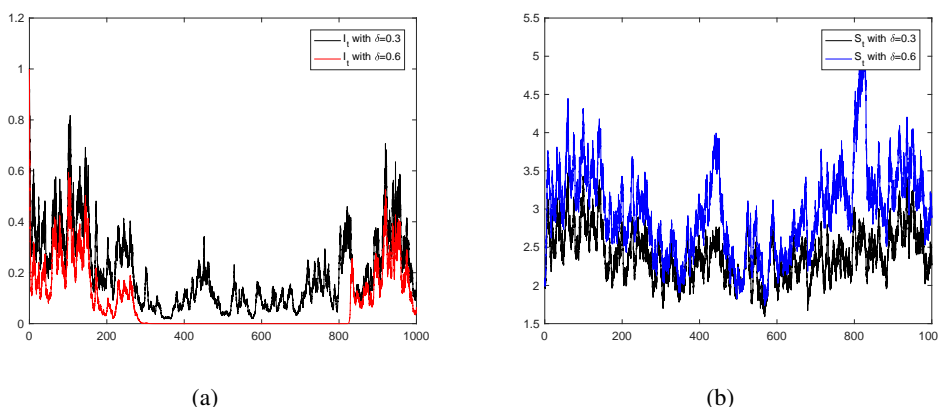 1.2
1
0.8
0.6
0.4
0.2
0
0 200 400 600 800 1000
I_t with δ=0.3
I_t with δ=0.6
(a)
5.5
5
4.5
4
3.5
3
2.5
2
1.5
0 200 400 600 800 1000
S_t with δ=0.3
S_t with δ=0.6
(b)